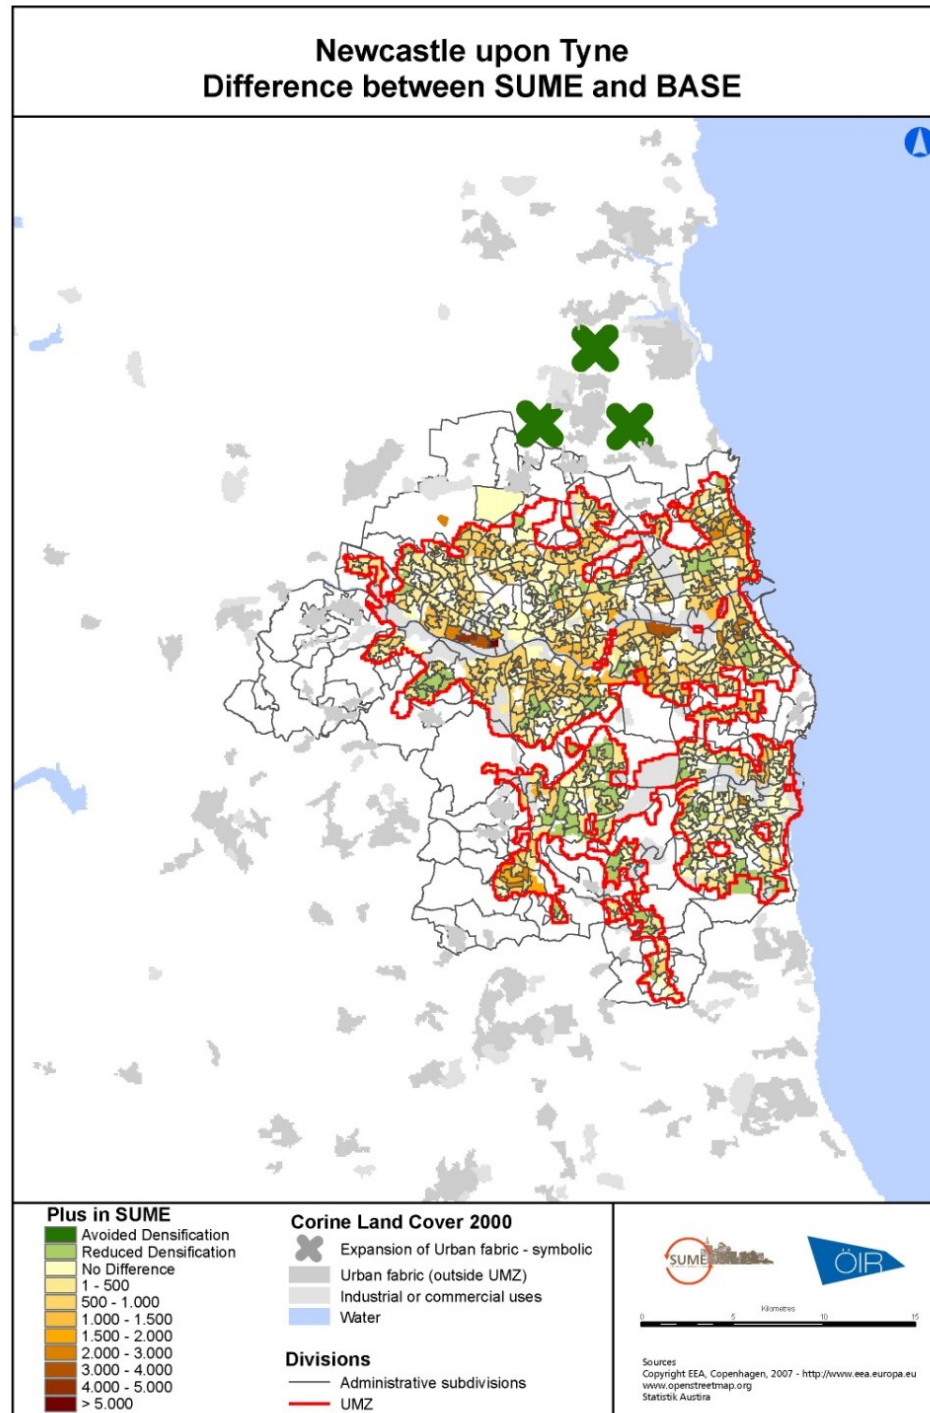 Newcastle upon Tyne
Difference between SUME and BASE
Plus in SUME
Avoided Densification
Reduced Densification
No Difference
1 - 500
500 - 1.000
1.000 - 1.500
1.500 - 2.000
2.000 - 3.000
3.000 - 4.000
4.000 - 5.000
> 5.000
Corine Land Cover 2000
Expansion of Urban fabric - symbolic
Urban fabric (outside UMZ)
Industrial or commercial uses
Water
Divisions
Administrative subdivisions
UMZ
SUME
ÖIR
Kilometres
0 5 10 15
Sources
Copyright EEA, Copenhagen, 2007 - http://www.eea.europa.eu
www.openstreetmap.org
Statistik Austira